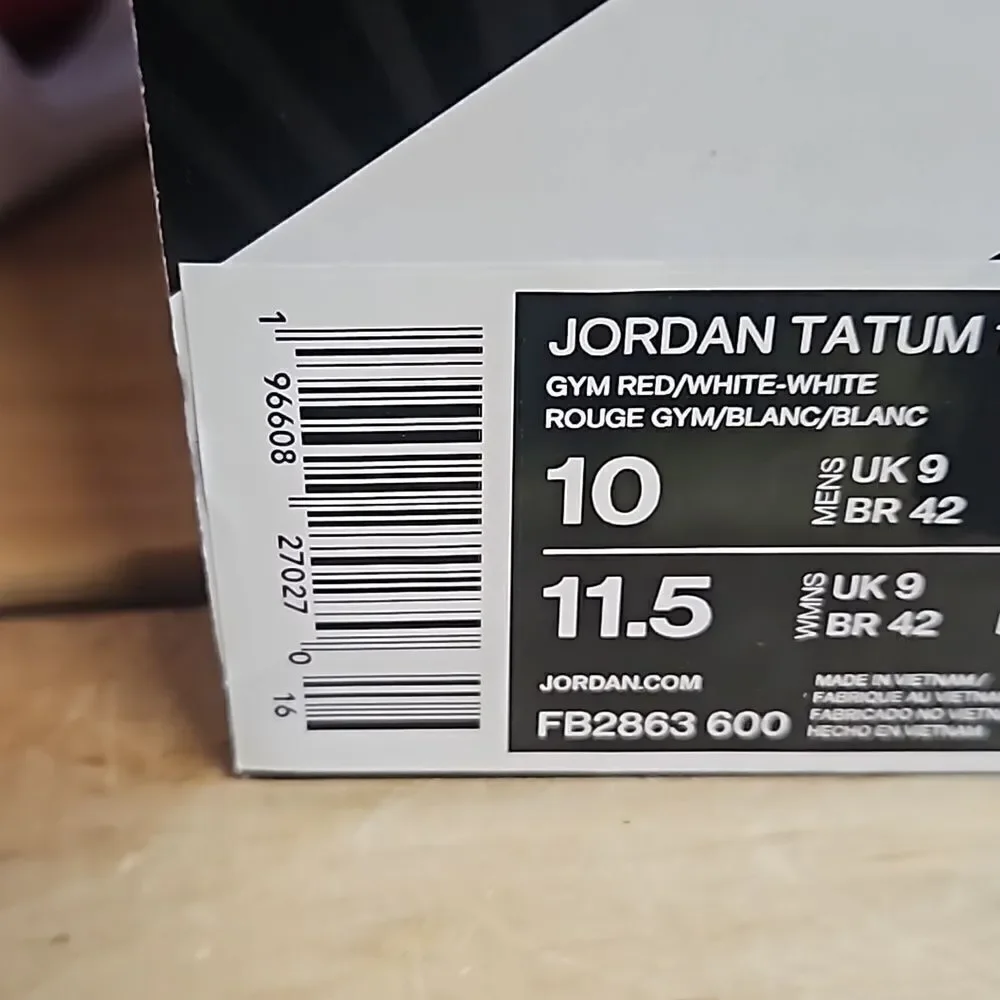 1 96608 27027 0 16
JORDAN TATUM
GYM RED/WHITE-WHITE
ROUGE GYM/BLANC/BLANC
10 MENS UK 9
BR 42
11.5 WMNS UK 9
BR 42
JORDAN.COM
FB2863 600
MADE IN VIETNAM/
FABRIQUE AU
FABRICADO NO
HECHO EN VIETNAM